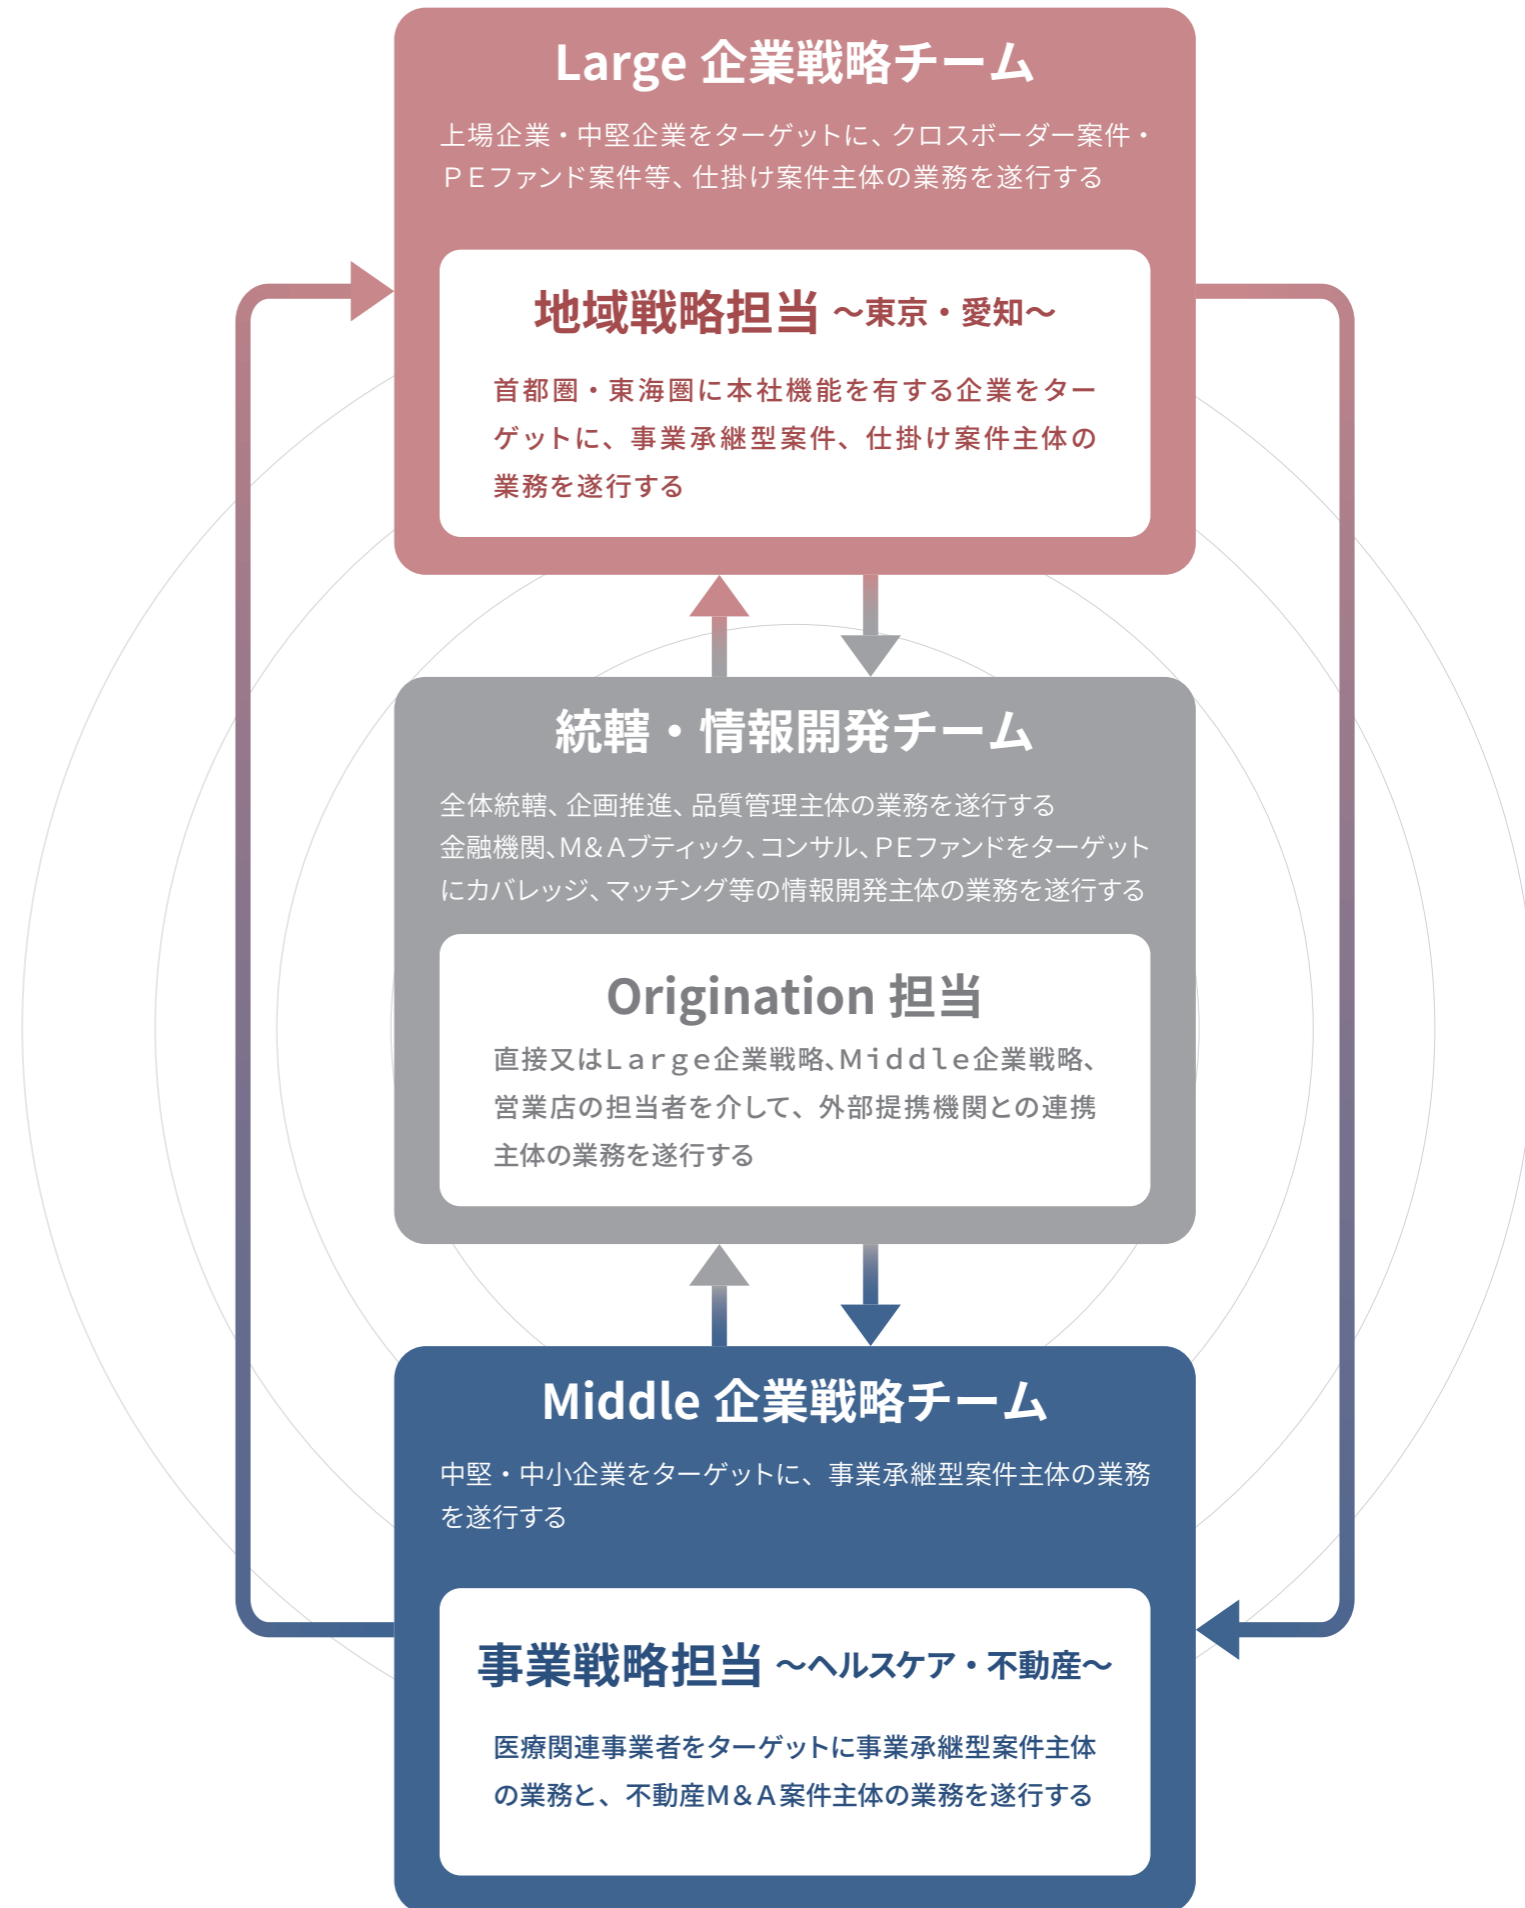 Large 企業戦略チーム
上場企業・中堅企業をターゲットに、クロスボーダー案件・
ＰＥファンド案件等、仕掛け案件主体の業務を遂行する
地域戦略担当 ～東京・愛知～
首都圏・東海圏に本社機能を有する企業をター
ゲットに、事業承継型案件、仕掛け案件主体の
業務を遂行する
統轄・情報開発チーム
全体統轄、企画推進、品質管理主体の業務を遂行する
金融機関、Ｍ＆Ａブティック、コンサル、ＰＥファンドをターゲット
にカバレッジ、マッチング等の情報開発主体の業務を遂行する
Origination 担当
直接又はＬａｒｇｅ企業戦略、Ｍｉｄｄｌｅ企業戦略、
営業店の担当者を介して、外部提携機関との連携
主体の業務を遂行する
Middle 企業戦略チーム
中堅・中小企業をターゲットに、事業承継型案件主体の業務
を遂行する
事業戦略担当 ～ヘルスケア・不動産～
医療関連事業者をターゲットに事業承継型案件主体
の業務と、不動産Ｍ＆Ａ案件主体の業務を遂行する